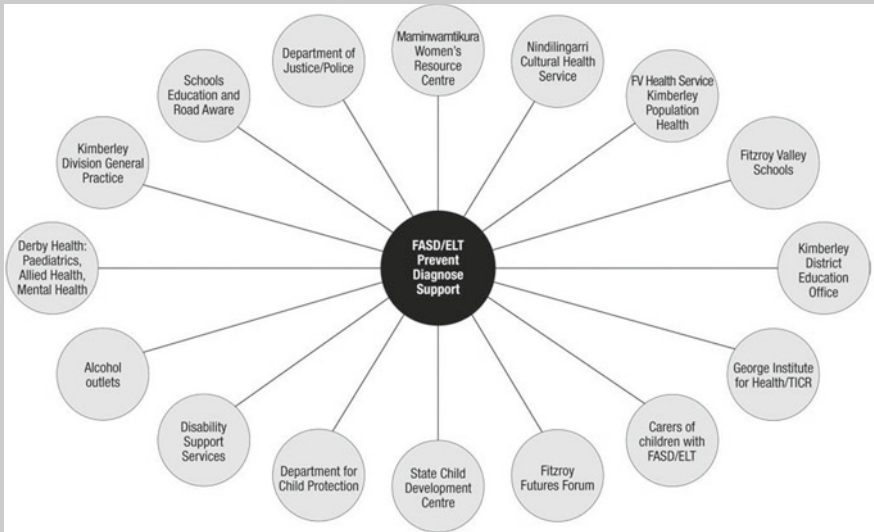 Maminwarntikura
Women's
Resource
Centre
Nindilingarri
Cultural Health
Service
FV Health Service
Kimberley
Population
Health
Fitzroy Valley
Schools
Kimberley
District
Education
Office
George Institute
for Health/TICR
Carers of
children with
FASD/ELT
Fitzroy
Futures Forum
State Child
Development
Centre
Department for
Child Protection
Disability
Support
Services
Alcohol
outlets
Derby Health:
Paediatrics,
Allied Health,
Mental Health
Kimberley
Division General
Practice
Schools
Education and
Road Aware
Department of
Justice/Police
FASD/ELT
Prevent
Diagnose
Support